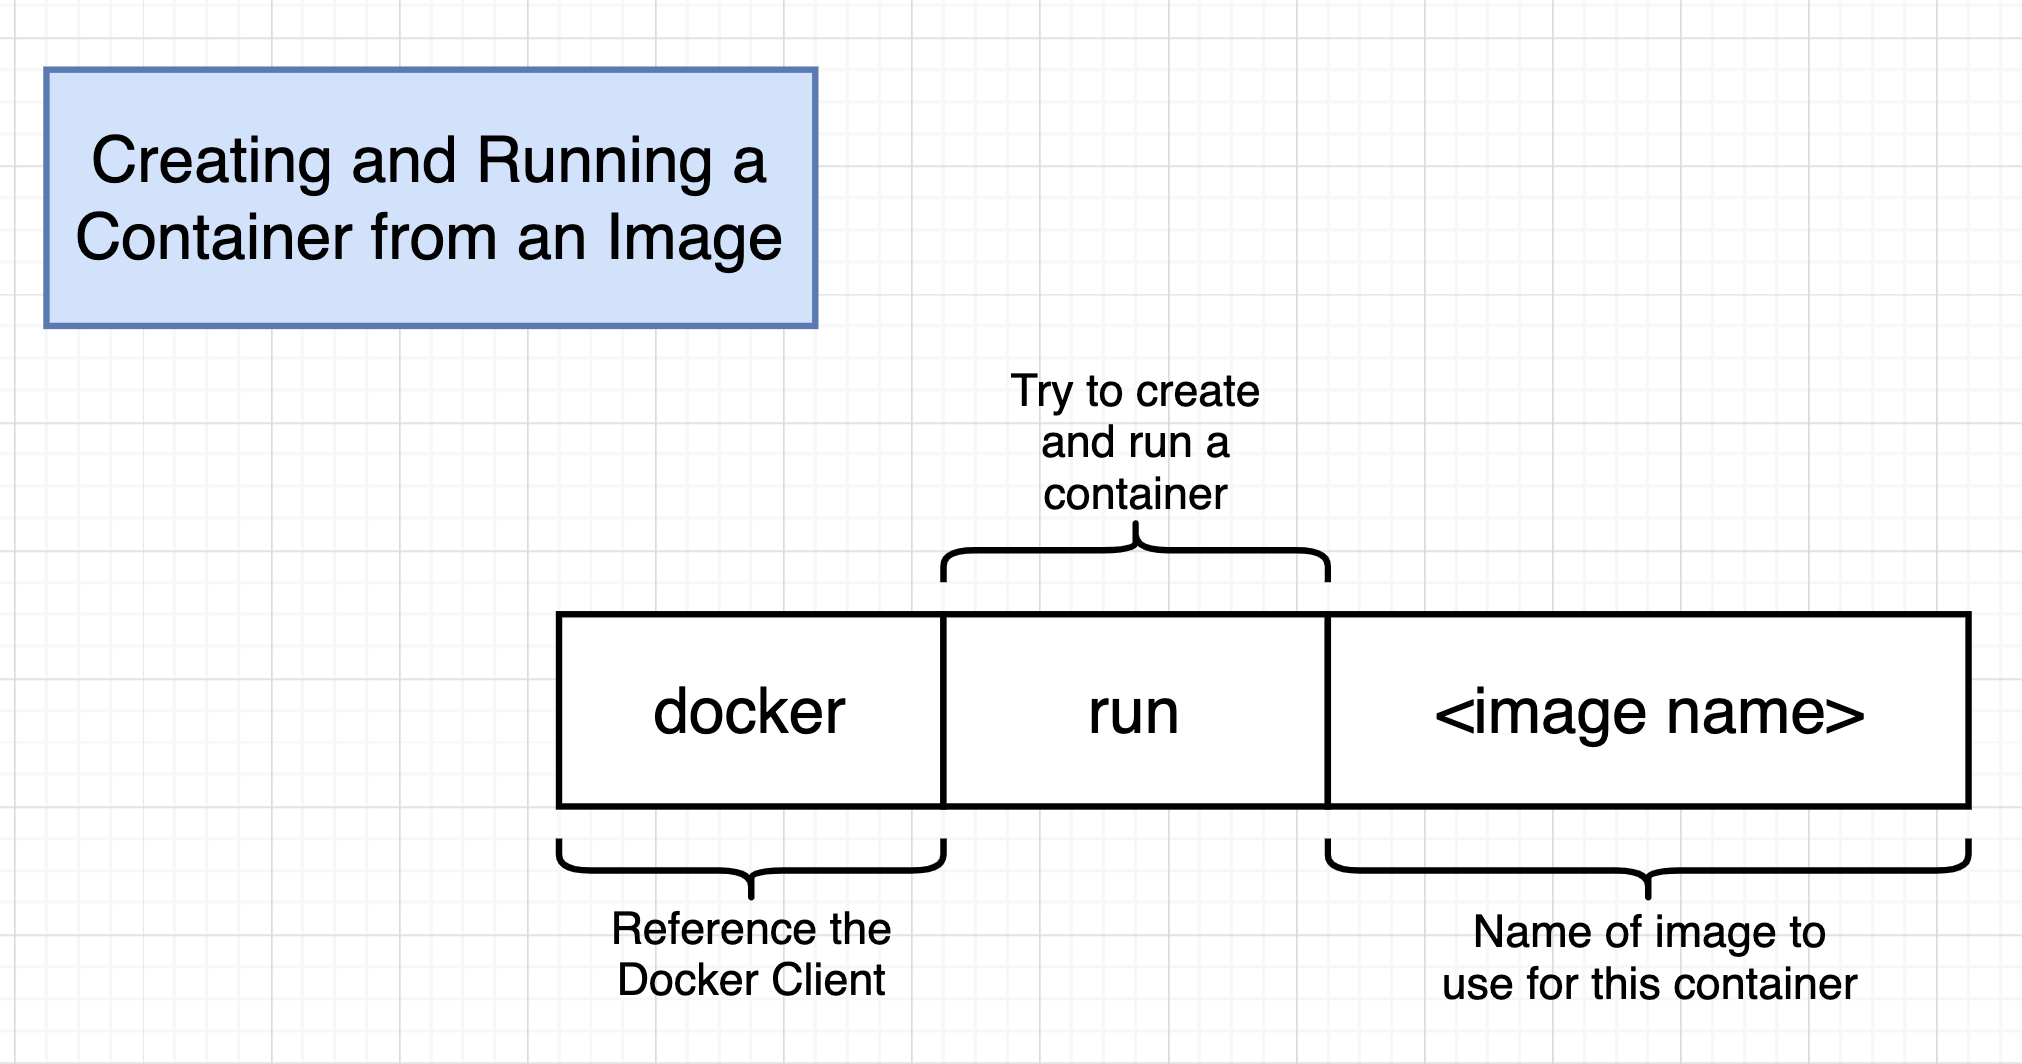 Creating and Running a
Container from an Image
Try to create
and run a
container
docker
run
<image name>
Reference the
Docker Client
Name of image to
use for this container